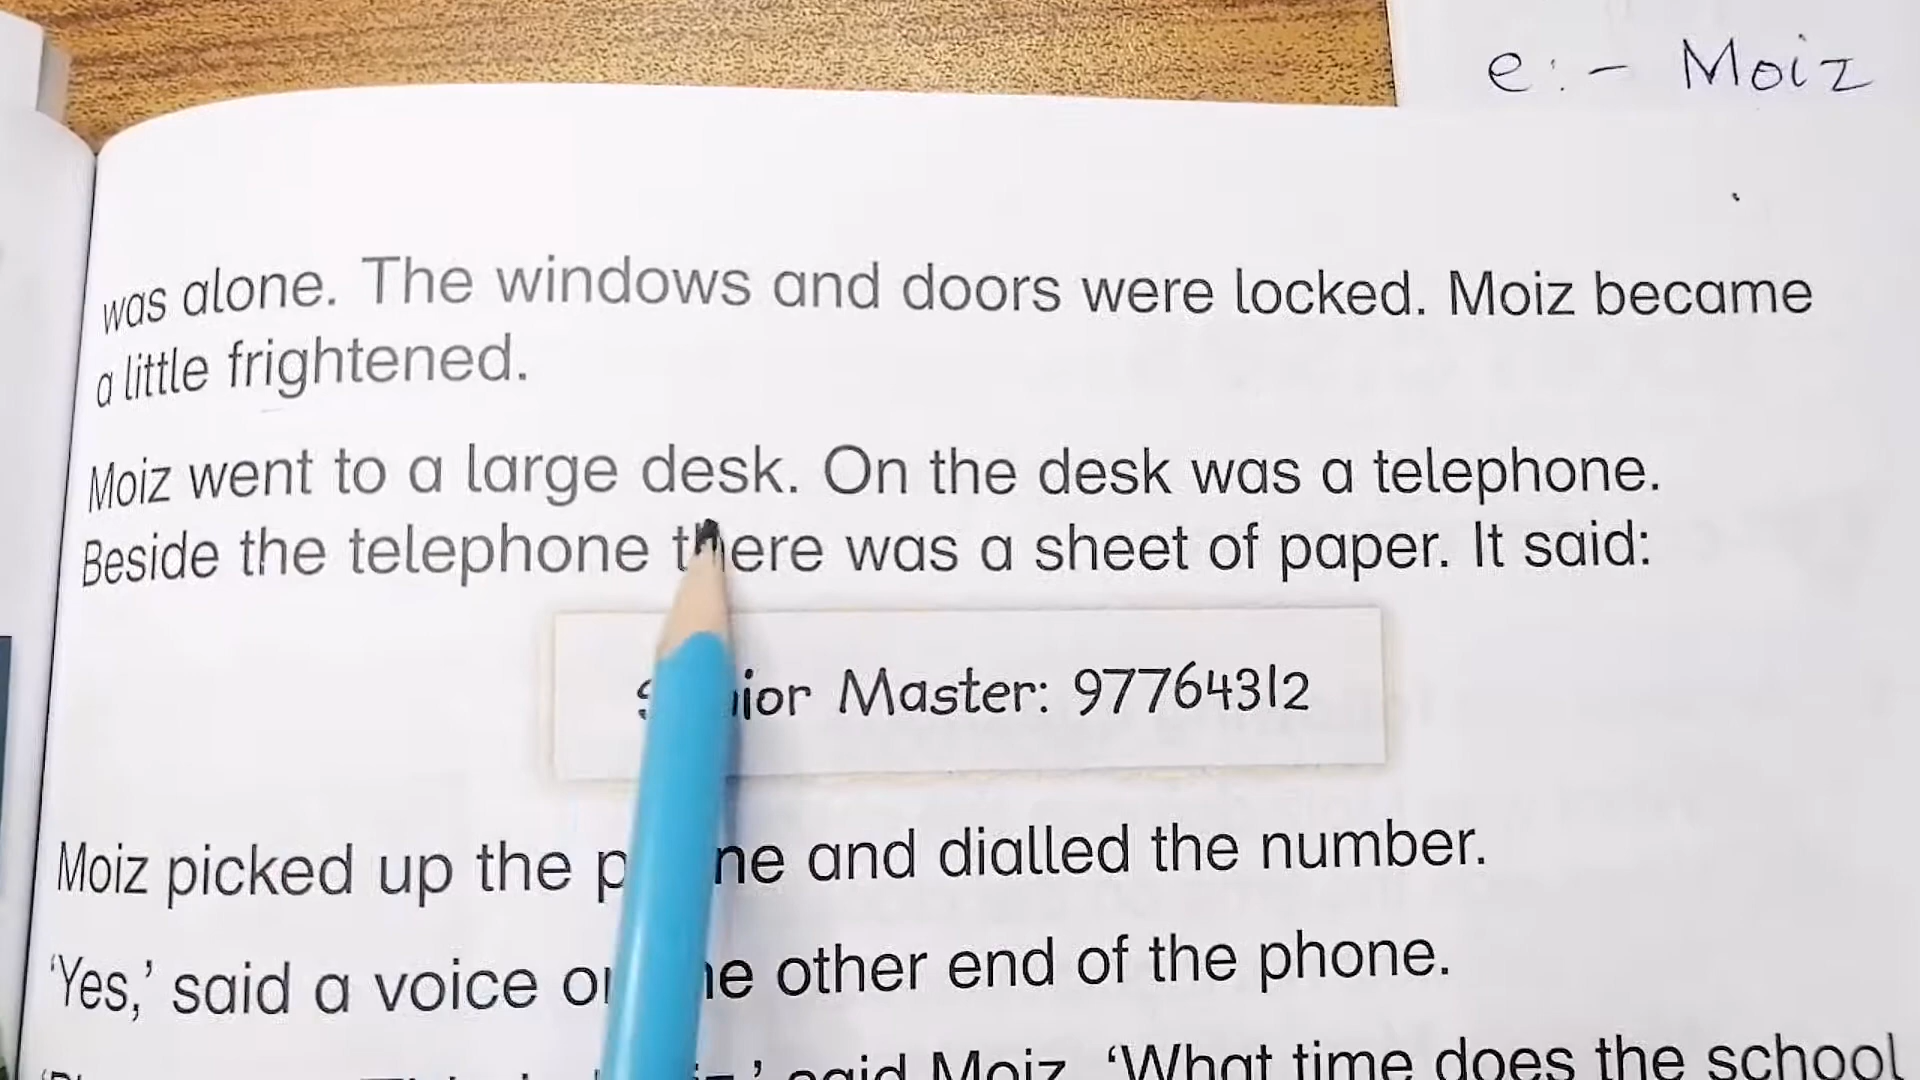 e. - Moiz
was alone. The windows and doors were locked. Moiz became
a little frightened.
Moiz went to a large desk. On the desk was a telephone.
Beside the telephone there was a sheet of paper. It said:
Master: 97764312
Moiz picked up the and dialled the number.
'Yes,' said a voice other end of the phone.
said Moiz. 'What time does the school